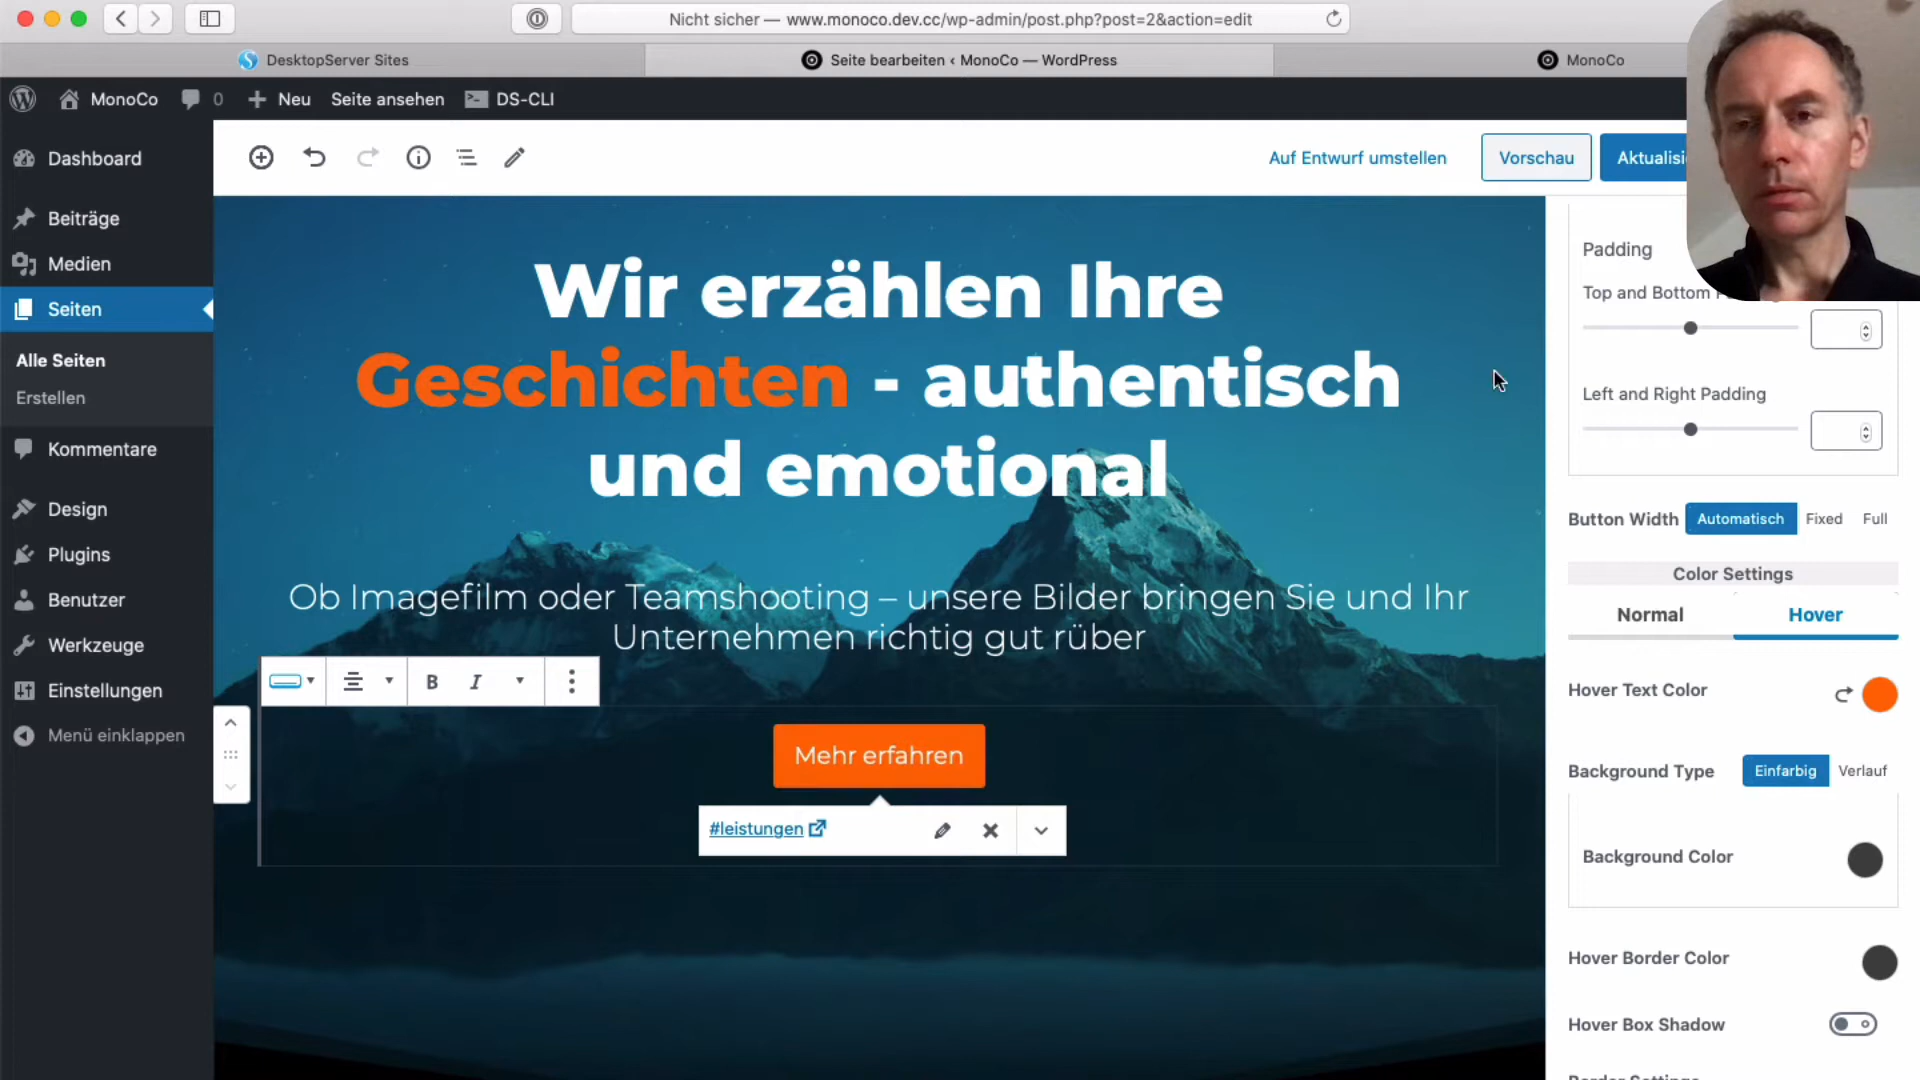 Nicht sicher — www.monoco.dev.cc/wp-admin/post.php?post=2&action=edit
DesktopServer Sites
Seite bearbeiten ‹ MonoCo — WordPress
MonoCo
MonoCo
0
Neu
Seite ansehen
DS-CLI
Dashboard
Beiträge
Medien
Seiten
Alle Seiten
Erstellen
Kommentare
Design
Plugins
Benutzer
Werkzeuge
Einstellungen
Menü einklappen
Auf Entwurf umstellen
Vorschau
Aktualisi
Wir erzählen Ihre
Geschichten - authentisch
und emotional
Ob Imagefilm oder Teamshooting – unsere Bilder bringen Sie und Ihr
Unternehmen richtig gut rüber
B I
Mehr erfahren
#leistungen
Padding
Top and Bottom
Left and Right Padding
Button Width Automatisch Fixed Full
Color Settings
Normal Hover
Hover Text Color
Background Type Einfarbig Verlauf
Background Color
Hover Border Color
Hover Box Shadow